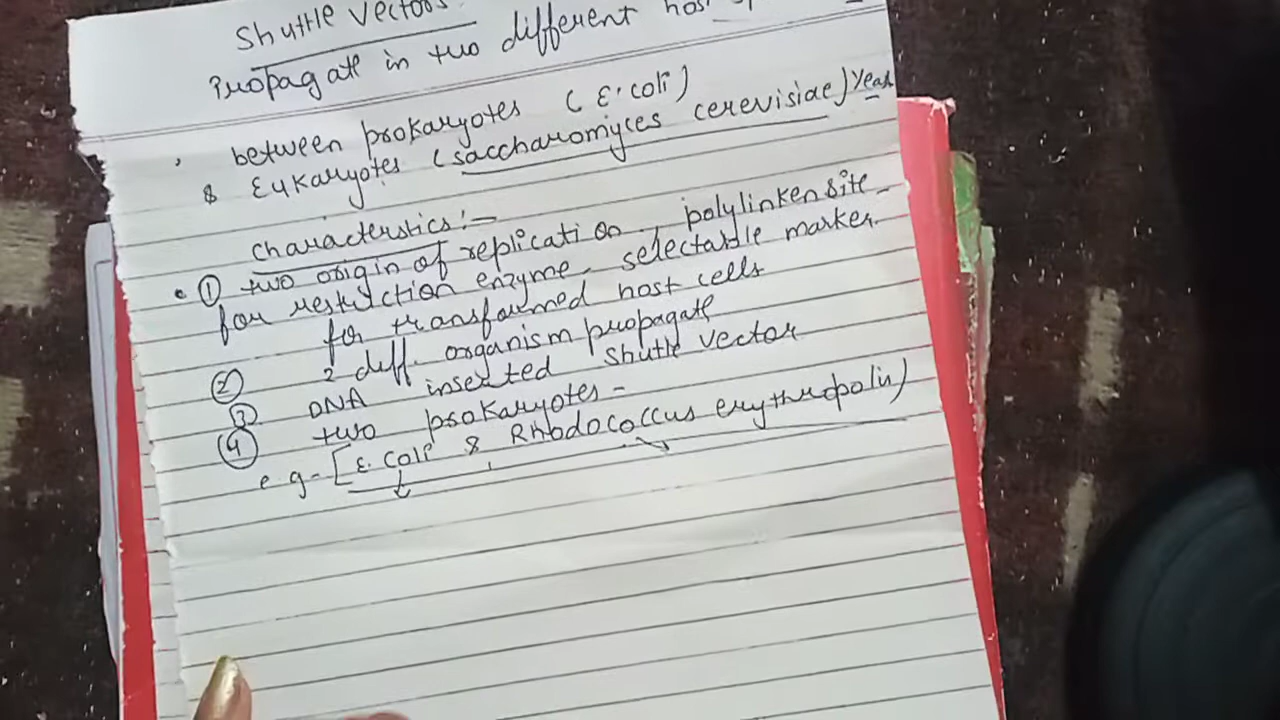 Shuttle Vectors
Propagate in two different host
between prokaryotes (E.coli)
& Eukaryotes (saccharomyces cerevisiae) Yeas
characteristics:-
① two origin of replication polylinker site-
for restriction enzyme- selectable marker
for transformed host cells
② 2 diff. organism propagate
③ DNA inserted shuttle vector
④ two prokaryotes-
e g- [E. coli & Rhodococcus erythropolis)